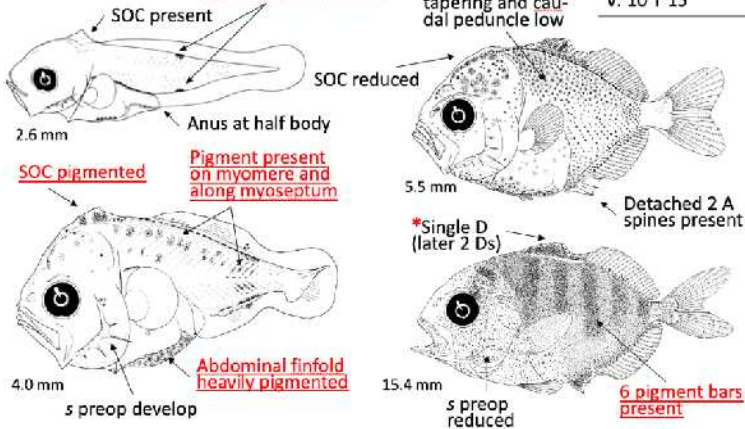 SOC present
2.6 mm
Anus at half body
SOC pigmented
Pigment present
on myomere and
along myoseptum
4.0 mm
s preop develop
Abdominal finfold
heavily pigmented
tapering and cau-
dal peduncle low
SOC reduced
5.5 mm
Detached 2 A
spines present
*Single D
(later 2 Ds)
15.4 mm
s preop
reduced
6 pigment bars
present